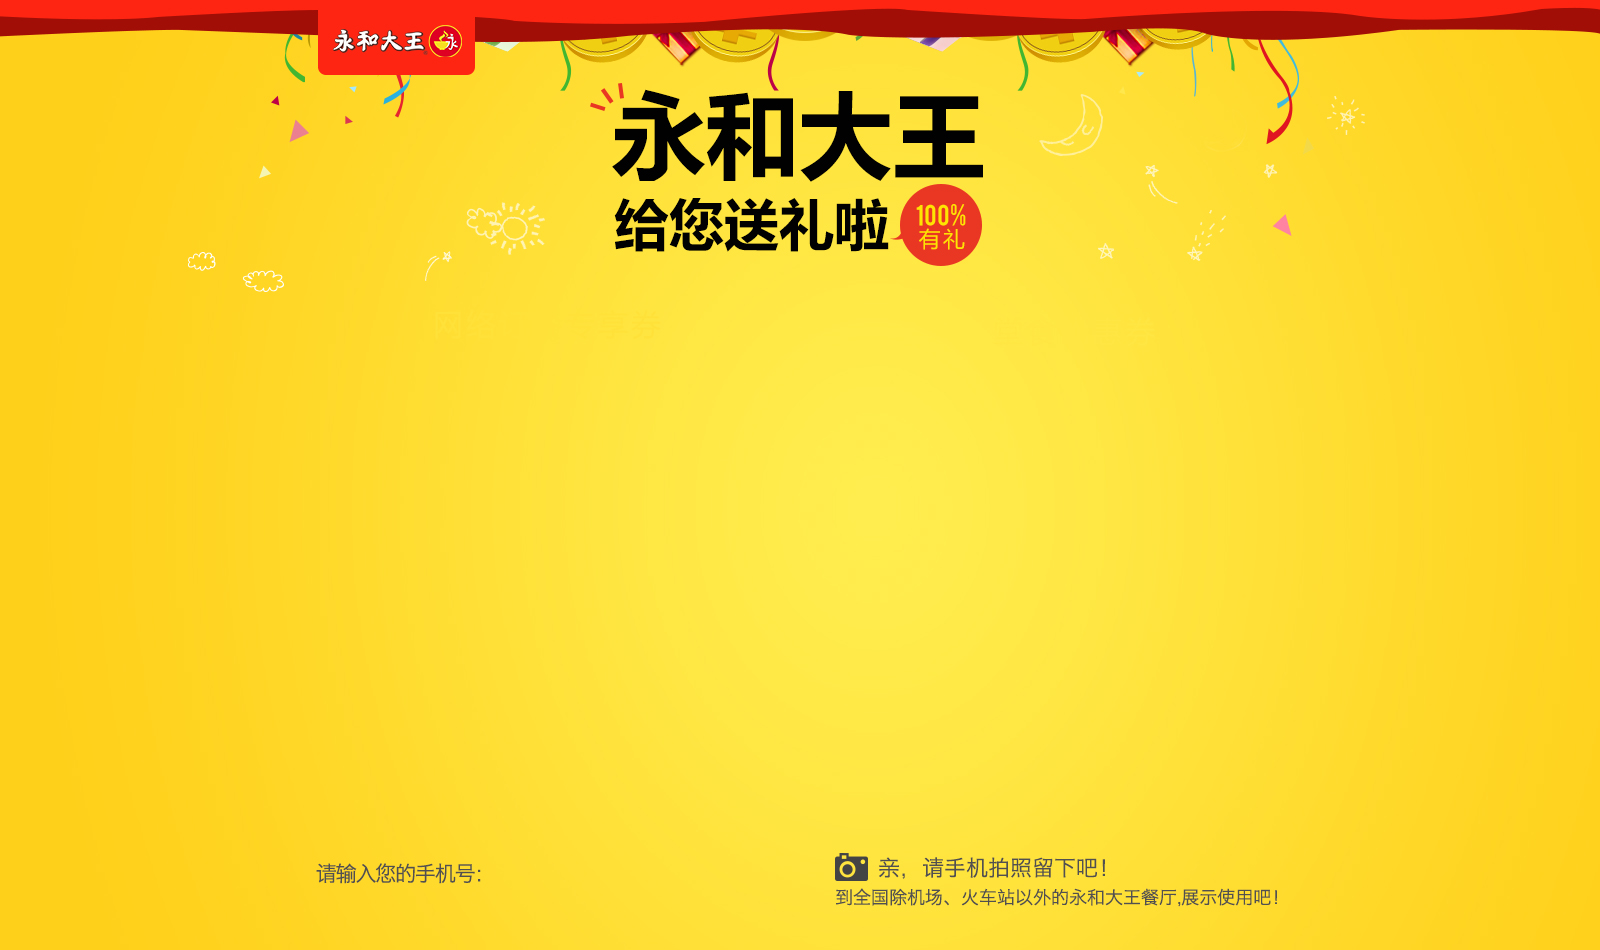 永和大王
永和大王
给您送礼啦
100%
有礼
请输入您的手机号:
亲，请手机拍照留下吧!
到全国除机场、火车站以外的永和大王餐厅,展示使用吧!